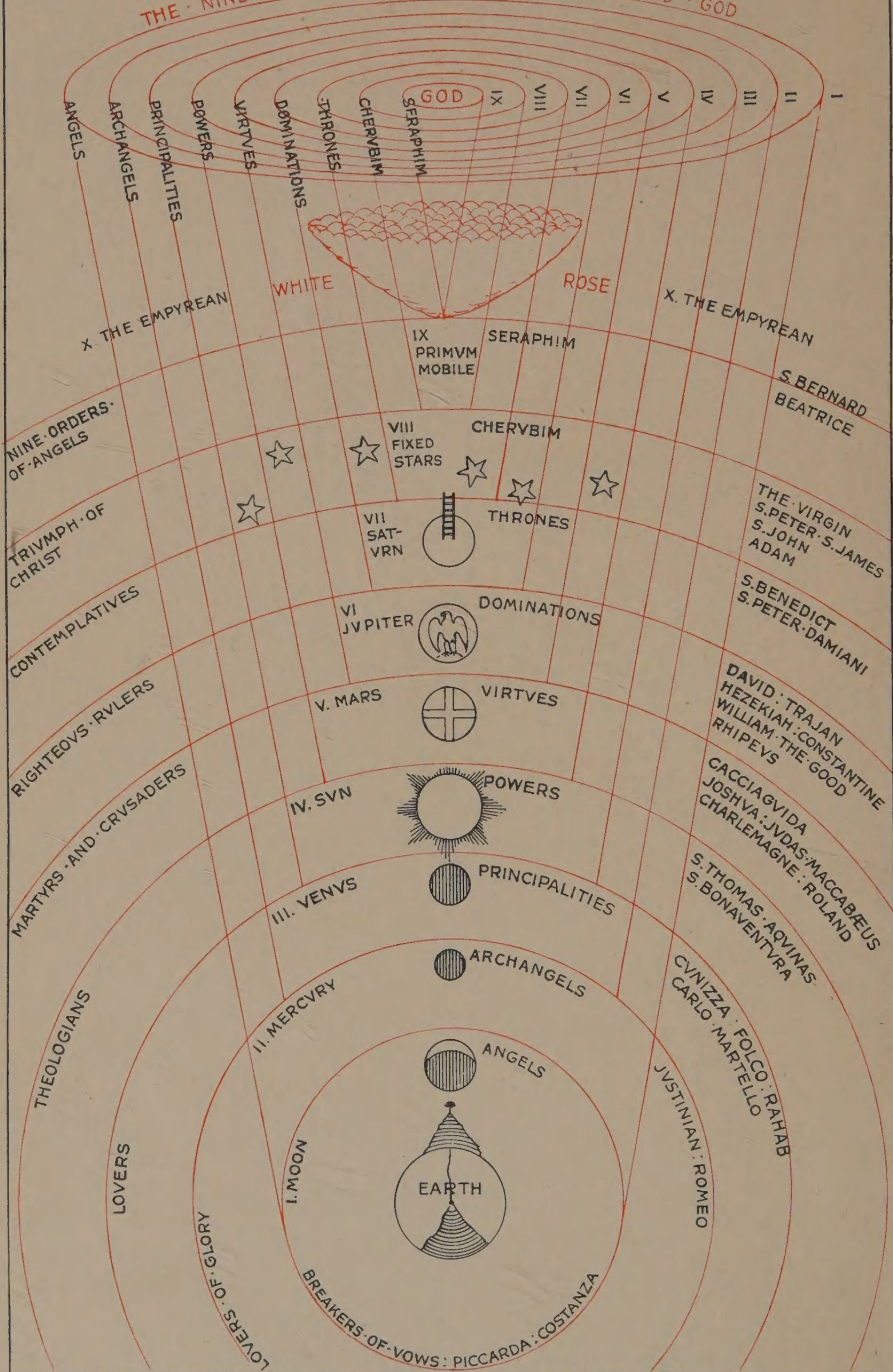 THE · NINE
GOD
GOD
IX
VIII
VII
VI
V
IV
III
II
I
ANGELS
ARCHANGELS
PRINCIPALITIES
POWERS
VIRTVES
DOMINATIONS
THRONES
CHERVBIM
SERAPHIM
WHITE
ROSE
X. THE EMPYREAN
X. THE EMPYREAN
IX
PRIMVM
MOBILE
SERAPHIM
S. BERNARD
BEATRICE
NINE·ORDERS·
OF·ANGELS
VIII
FIXED
STARS
CHERVBIM
THE·VIRGIN
S.PETER·S.JAMES
S.JOHN
ADAM
TRIVMPH·OF
CHRIST
VII
SAT-
VRN
THRONES
S.BENEDICT
S.PETER·DAMIANI
CONTEMPLATIVES
VI
JVPITER
DOMINATIONS
DAVID : TRAJAN
HEZEKIAH : CONSTANTINE
WILLIAM·THE·GOOD
RHIPEVS
RIGHTEOVS·RVLERS
V. MARS
VIRTVES
CACCIAGVIDA
JOSHVA : JVDAS·MACCABÆUS
CHARLEMAGNE : ROLAND
MARTYRS·AND·CRVSADERS
IV. SVN
POWERS
S. THOMAS · AQVINAS
S. BONAVENTVRA
THEOLOGIANS
III. VENVS
PRINCIPALITIES
CVNIZZA : FOLCO : RAHAB
CARLO·MARTELLO
LOVERS
II. MERCVRY
ARCHANGELS
JVSTINIAN : ROMEO
LOVERS·OF·GLORY
I. MOON
ANGELS
EARTH
BREAKERS·OF·VOWS : PICCARDA : COSTANZA